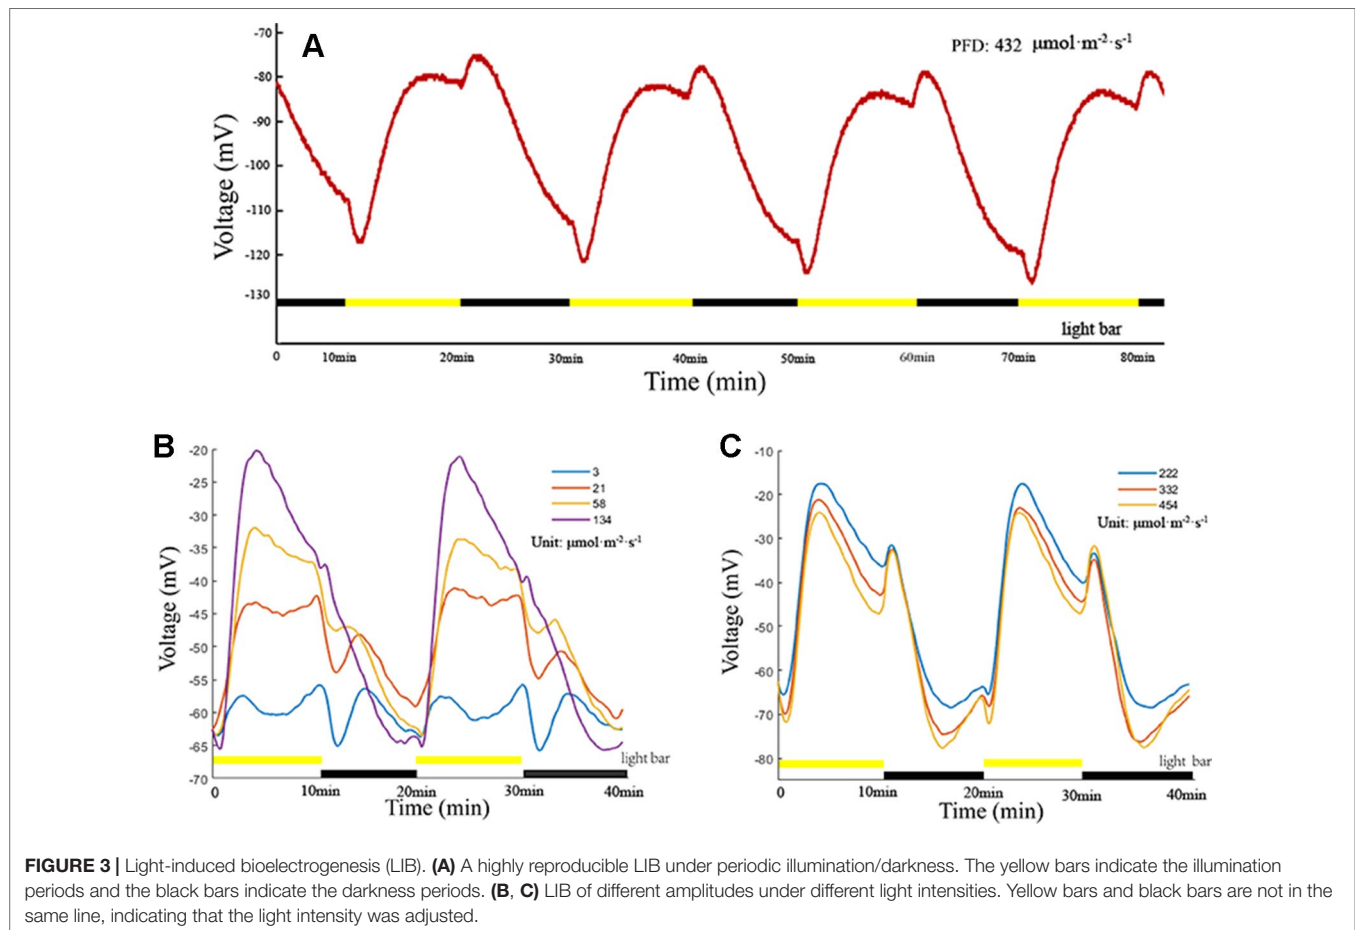 A
PFD: 432 μmol·m-2·s-1
Voltage (mV)
-70
-80
-90
-100
-110
-120
-130
light bar
0 10min 20min 30min 40min 50min 60min 70min 80min
Time (min)
B
Voltage (mV)
-20
-25
-30
-35
-40
-45
-50
-55
-60
-65
-70
3
21
58
134
Unit: μmol·m-2·s-1
light bar
0 10min 20min 30min 40min
Time (min)
C
Voltage (mV)
-10
-20
-30
-40
-50
-60
-70
-80
222
332
454
Unit: μmol·m-2·s-1
light bar
0 10min 20min 30min 40min
Time (min)
FIGURE 3 | Light-induced bioelectrogenesis (LIB). (A) A highly reproducible LIB under periodic illumination/darkness. The yellow bars indicate the illumination
periods and the black bars indicate the darkness periods. (B, C) LIB of different amplitudes under different light intensities. Yellow bars and black bars are not in the
same line, indicating that the light intensity was adjusted.